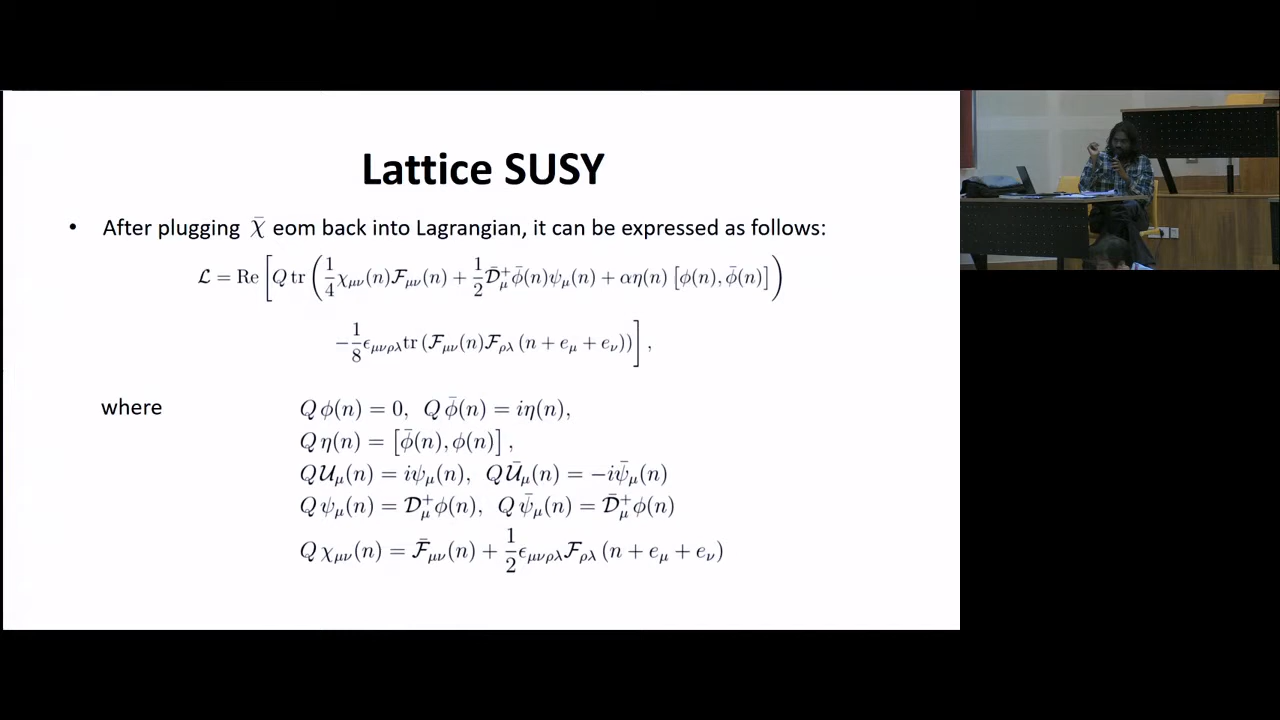 Lattice SUSY
• After plugging χ̄ eom back into Lagrangian, it can be expressed as follows:
ℒ = Re [ Q tr ( 1/4 χ_μν(n) ℱ_μν(n) + 1/2 𝒟̄⁺_μ φ̄(n) ψ_μ(n) + αη(n) [φ(n), φ̄(n)] )
− 1/8 ε_μνρλ tr (ℱ_μν(n) ℱ_ρλ (n + e_μ + e_ν)) ] ,
where
Q φ(n) = 0, Q φ̄(n) = iη(n),
Q η(n) = [φ̄(n), φ(n)] ,
Q 𝒰_μ(n) = iψ_μ(n), Q 𝒰̄_μ(n) = −iψ̄_μ(n)
Q ψ_μ(n) = 𝒟⁺_μ φ(n), Q ψ̄_μ(n) = 𝒟̄⁺_μ φ(n)
Q χ_μν(n) = ℱ̄_μν(n) + 1/2 ε_μνρλ ℱ_ρλ (n + e_μ + e_ν)